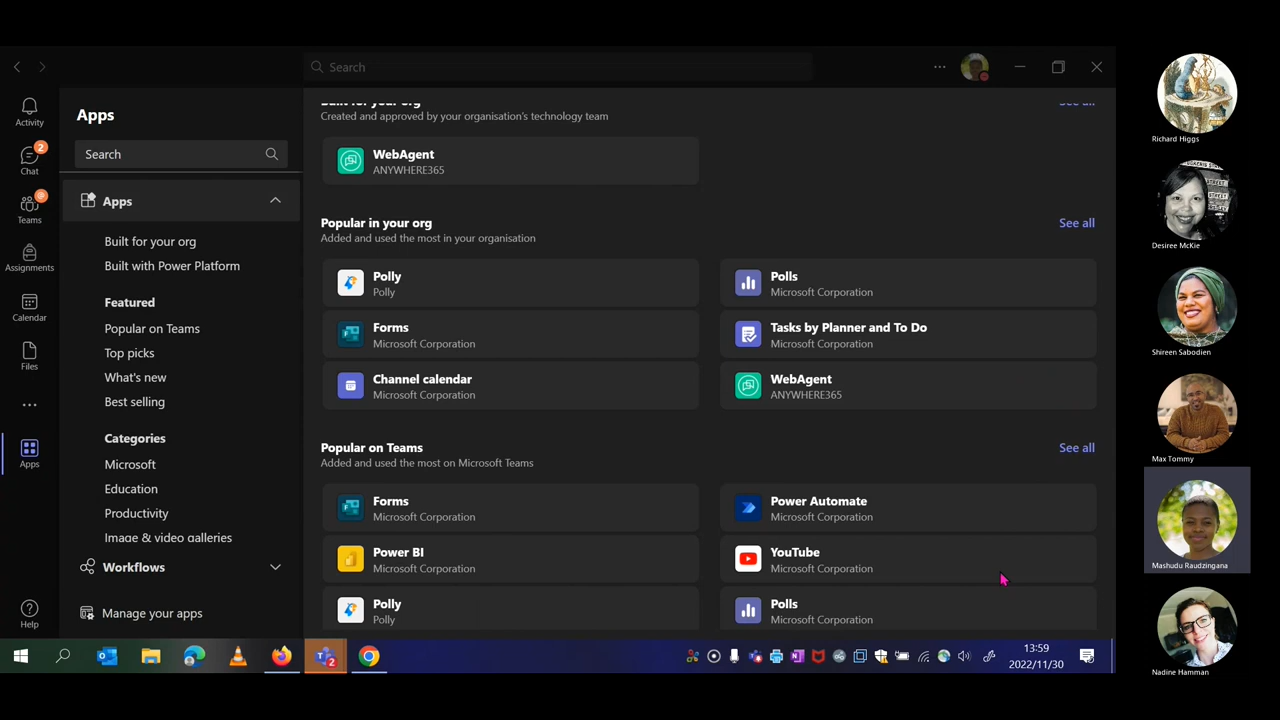 Search
Activity
2
Chat
@
Teams
Assignments
Calendar
Files
Apps
Help
Apps
Search
Apps
Built for your org
Built with Power Platform
Featured
Popular on Teams
Top picks
What's new
Best selling
Categories
Microsoft
Education
Productivity
Image & video galleries
Workflows
Manage your apps
Built for your org
See all
Created and approved by your organisation's technology team
WebAgent
ANYWHERE365
Popular in your org
See all
Added and used the most in your organisation
Polly
Polly
Polls
Microsoft Corporation
Forms
Microsoft Corporation
Tasks by Planner and To Do
Microsoft Corporation
Channel calendar
Microsoft Corporation
WebAgent
ANYWHERE365
Popular on Teams
See all
Added and used the most on Microsoft Teams
Forms
Microsoft Corporation
Power Automate
Microsoft Corporation
Power BI
Microsoft Corporation
YouTube
Microsoft Corporation
Polly
Polly
Polls
Microsoft Corporation
2
13:59
2022/11/30
Richard Higgs
Desiree McKie
Shireen Sabodien
Max Tommy
Mashudu Raudzingana
Nadine Hamman